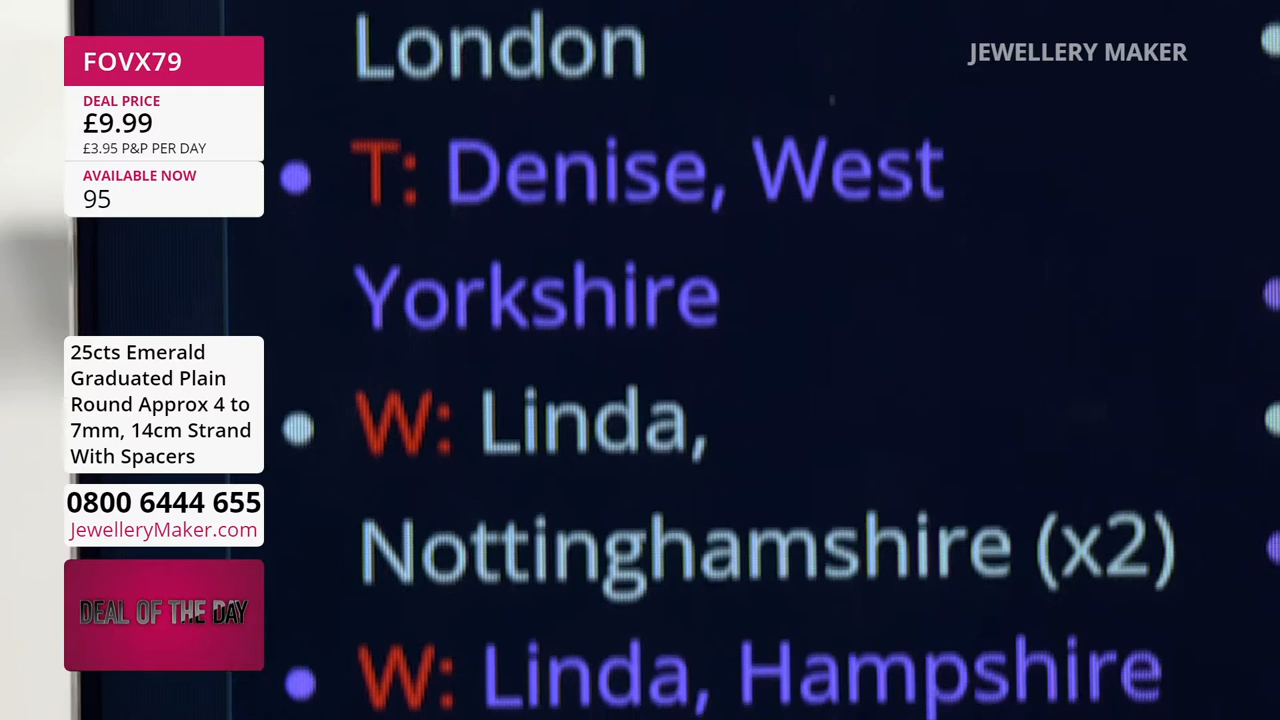 FOVX79
DEAL PRICE
£9.99
£3.95 P&P PER DAY
AVAILABLE NOW
95
25cts Emerald
Graduated Plain
Round Approx 4 to
7mm, 14cm Strand
With Spacers
0800 6444 655
JewelleryMaker.com
DEAL OF THE DAY
JEWELLERY MAKER
London
T: Denise, West
Yorkshire
W: Linda,
Nottinghamshire (x2)
W: Linda, Hampshire